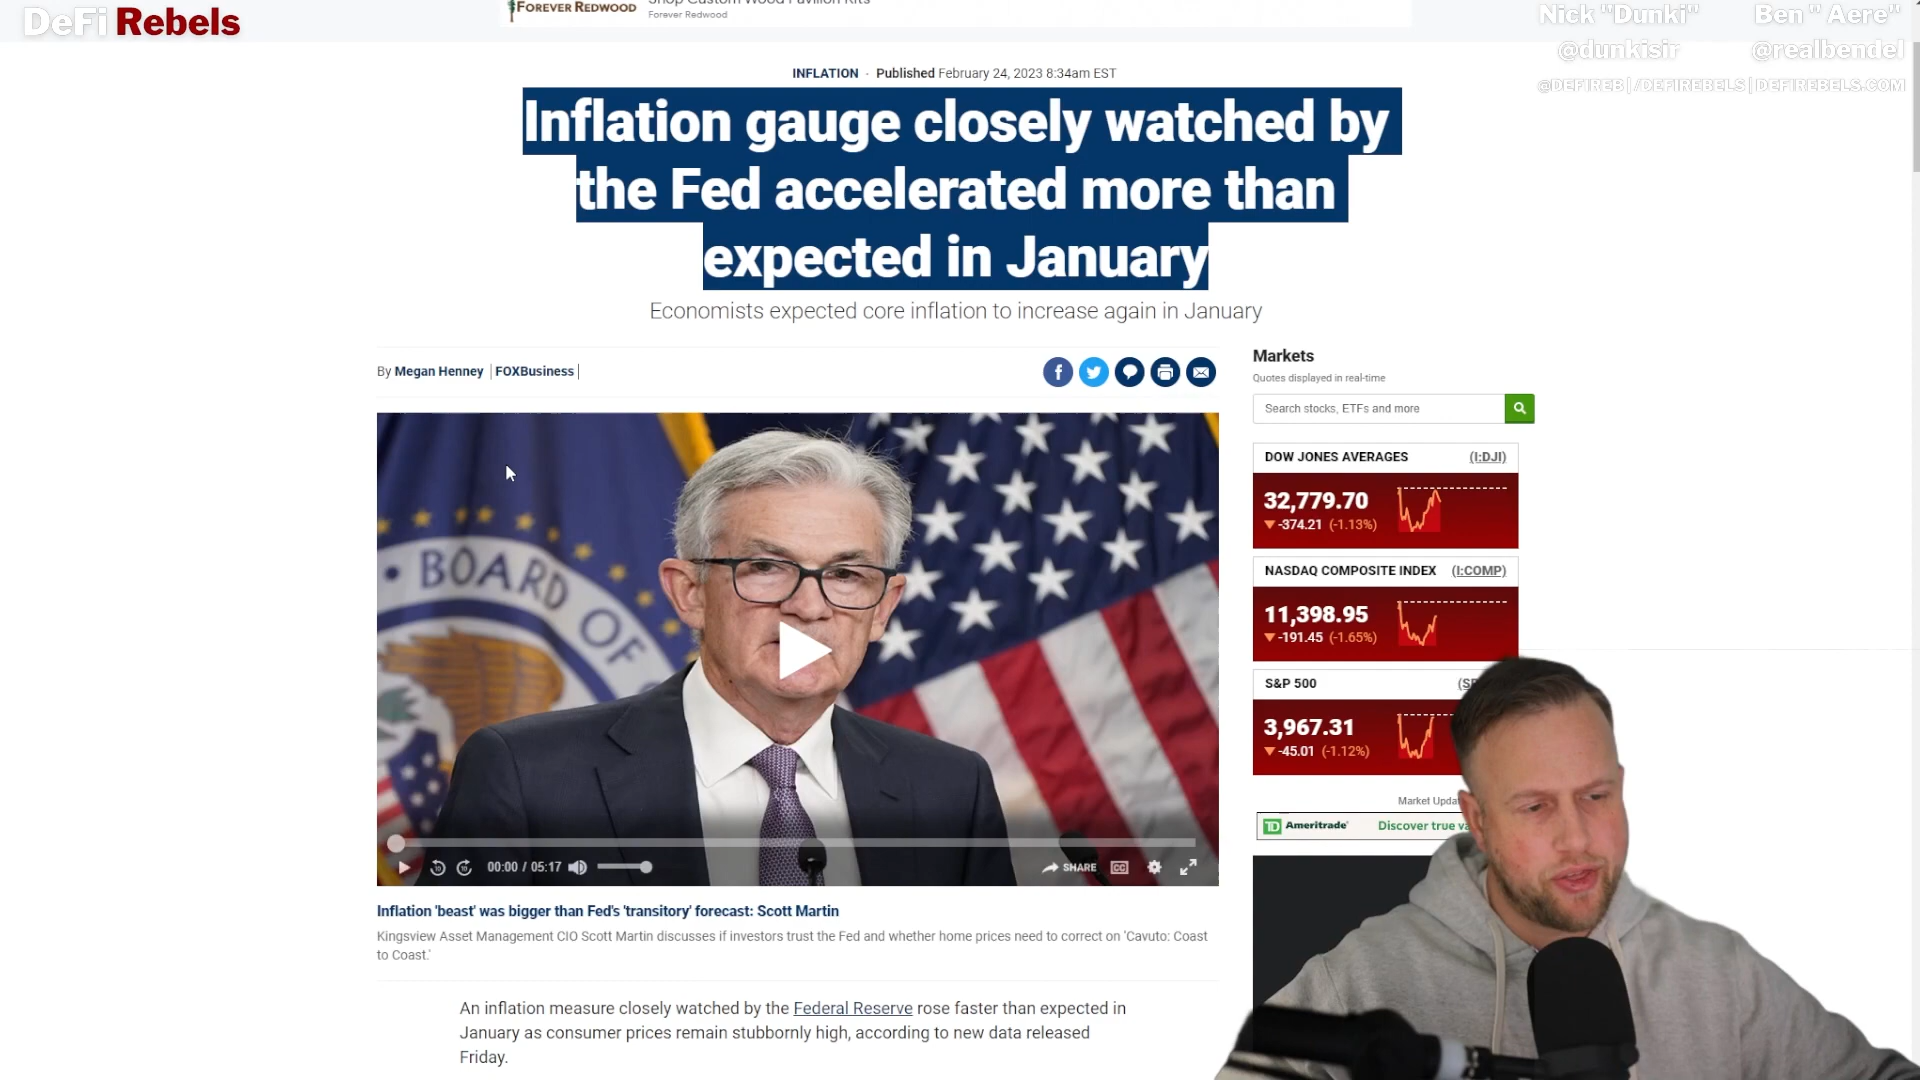 DeFi Rebels
FOREVER REDWOOD
Shop Custom Wood Pavilion Kits
Forever Redwood
Nick "Dunki"
Ben " Aere"
@dunkisir
@realbendel
@DEFIREB|/DEFIREBELS|DEFIREBELS.COM
INFLATION · Published February 24, 2023 8:34am EST
Inflation gauge closely watched by
the Fed accelerated more than
expected in January
Economists expected core inflation to increase again in January
By Megan Henney | FOXBusiness |
Markets
Quotes displayed in real-time
Search stocks, ETFs and more
DOW JONES AVERAGES (I:DJI)
32,779.70
▼-374.21 (-1.13%)
NASDAQ COMPOSITE INDEX (I:COMP)
11,398.95
▼-191.45 (-1.65%)
S&P 500 (SP
3,967.31
▼-45.01 (-1.12%)
Market Updat
TD Ameritrade Discover true va
BOARD OF
00:00 / 05:17
SHARE
CC
Inflation 'beast' was bigger than Fed's 'transitory' forecast: Scott Martin
Kingsview Asset Management CIO Scott Martin discusses if investors trust the Fed and whether home prices need to correct on 'Cavuto: Coast
to Coast.'
An inflation measure closely watched by the Federal Reserve rose faster than expected in
January as consumer prices remain stubbornly high, according to new data released
Friday.